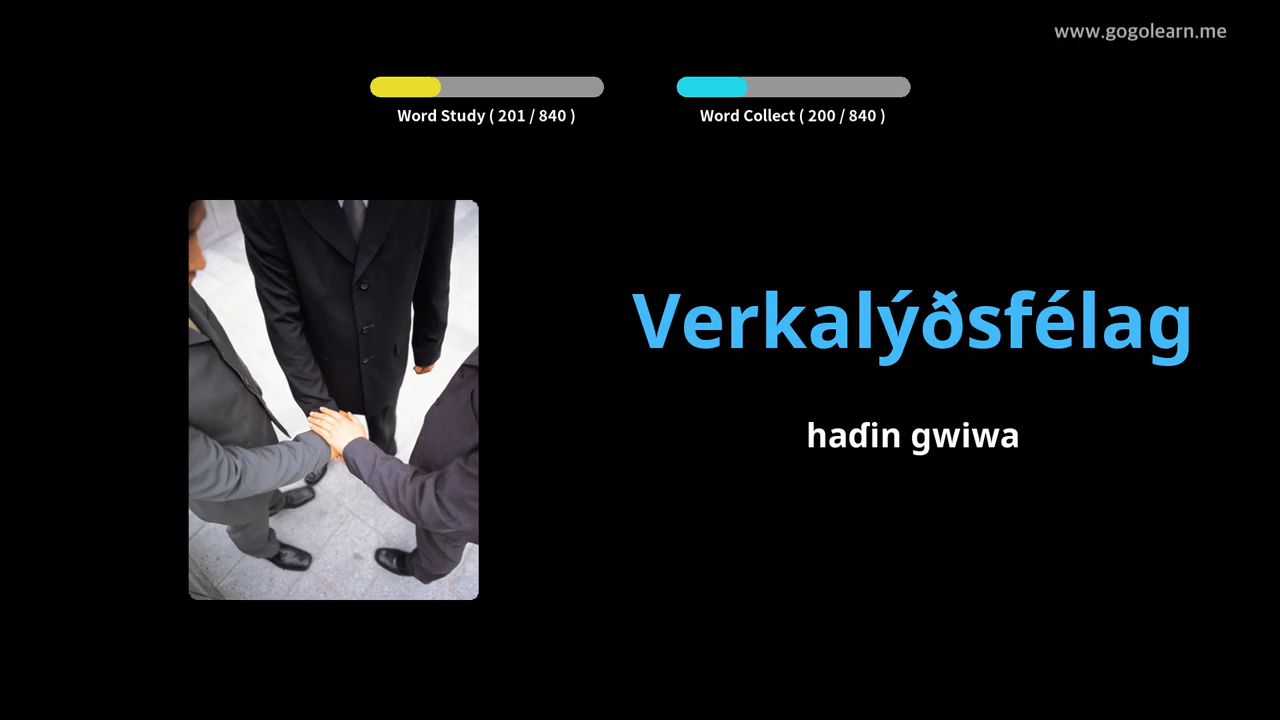 www.gogolearn.me
Word Study ( 201 / 840 )
Word Collect ( 200 / 840 )
Verkalýðsfélag
haɗin gwiwa